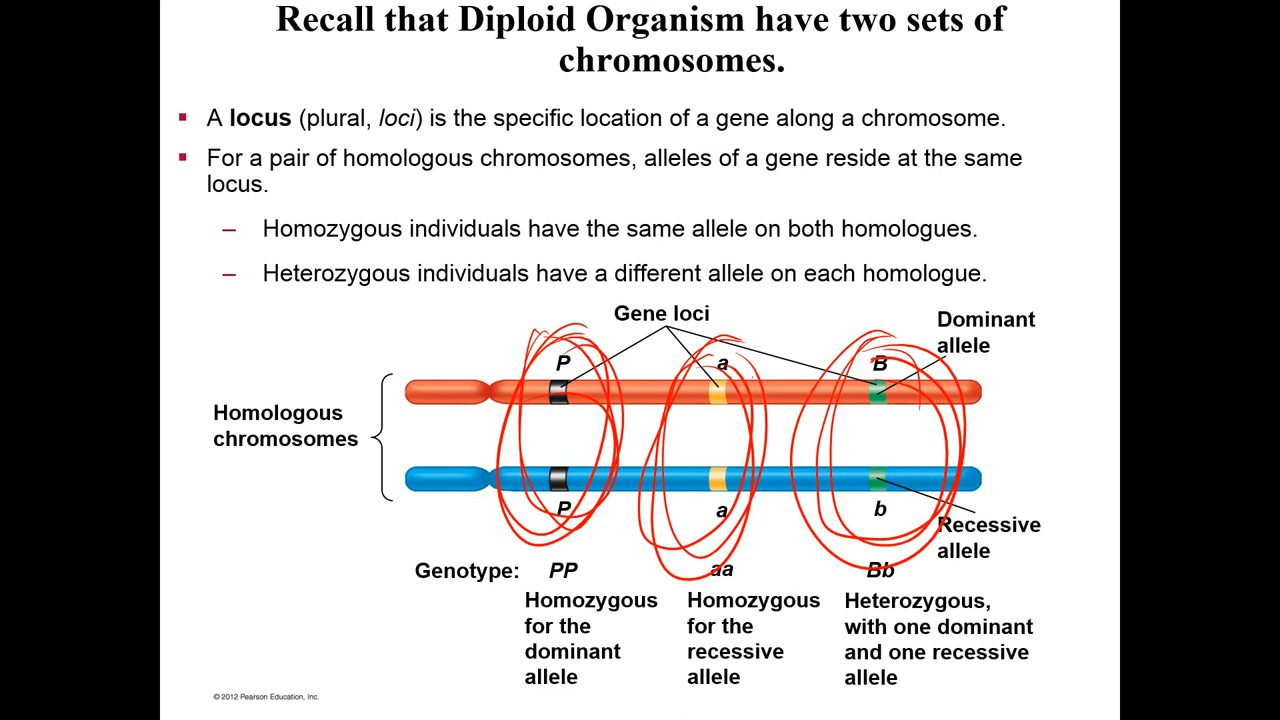 Recall that Diploid Organism have two sets of
chromosomes.
▪ A locus (plural, loci) is the specific location of a gene along a chromosome.
▪ For a pair of homologous chromosomes, alleles of a gene reside at the same
locus.
– Homozygous individuals have the same allele on both homologues.
– Heterozygous individuals have a different allele on each homologue.
Gene loci
Dominant
allele
P a B
Homologous
chromosomes
P a b
Recessive
allele
Genotype: PP aa Bb
Homozygous
for the
dominant
allele
Homozygous
for the
recessive
allele
Heterozygous,
with one dominant
and one recessive
allele
© 2012 Pearson Education, Inc.